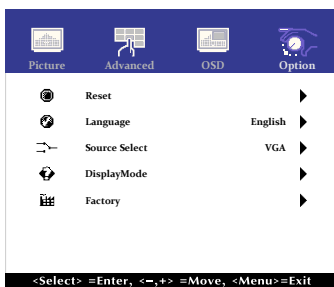 Picture Advanced OSD Option
Reset
Language English
Source Select VGA
DisplayMode
Factory
<Select> =Enter, <−,+> =Move, <Menu>=Exit